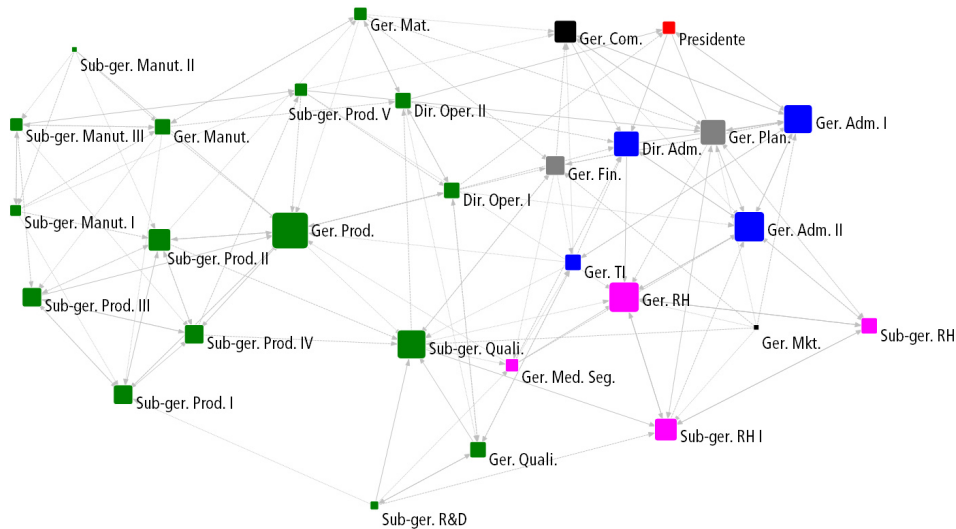 Ger. Mat.
Ger. Com.
Presidente
Sub-ger. Manut. II
Sub-ger. Prod. V
Dir. Oper. II
Sub-ger. Manut. III
Ger. Manut.
Dir. Adm.
Ger. Plan.
Ger. Adm. I
Ger. Fin.
Dir. Oper. I
Sub-ger. Manut. I
Ger. Prod.
Ger. Adm. II
Sub-ger. Prod. II
Ger. TI
Ger. RH
Sub-ger. Prod. III
Sub-ger. RH
Ger. Mkt.
Sub-ger. Prod. IV
Sub-ger. Quali.
Ger. Med. Seg.
Sub-ger. Prod. I
Sub-ger. RH I
Ger. Quali.
Sub-ger. R&D